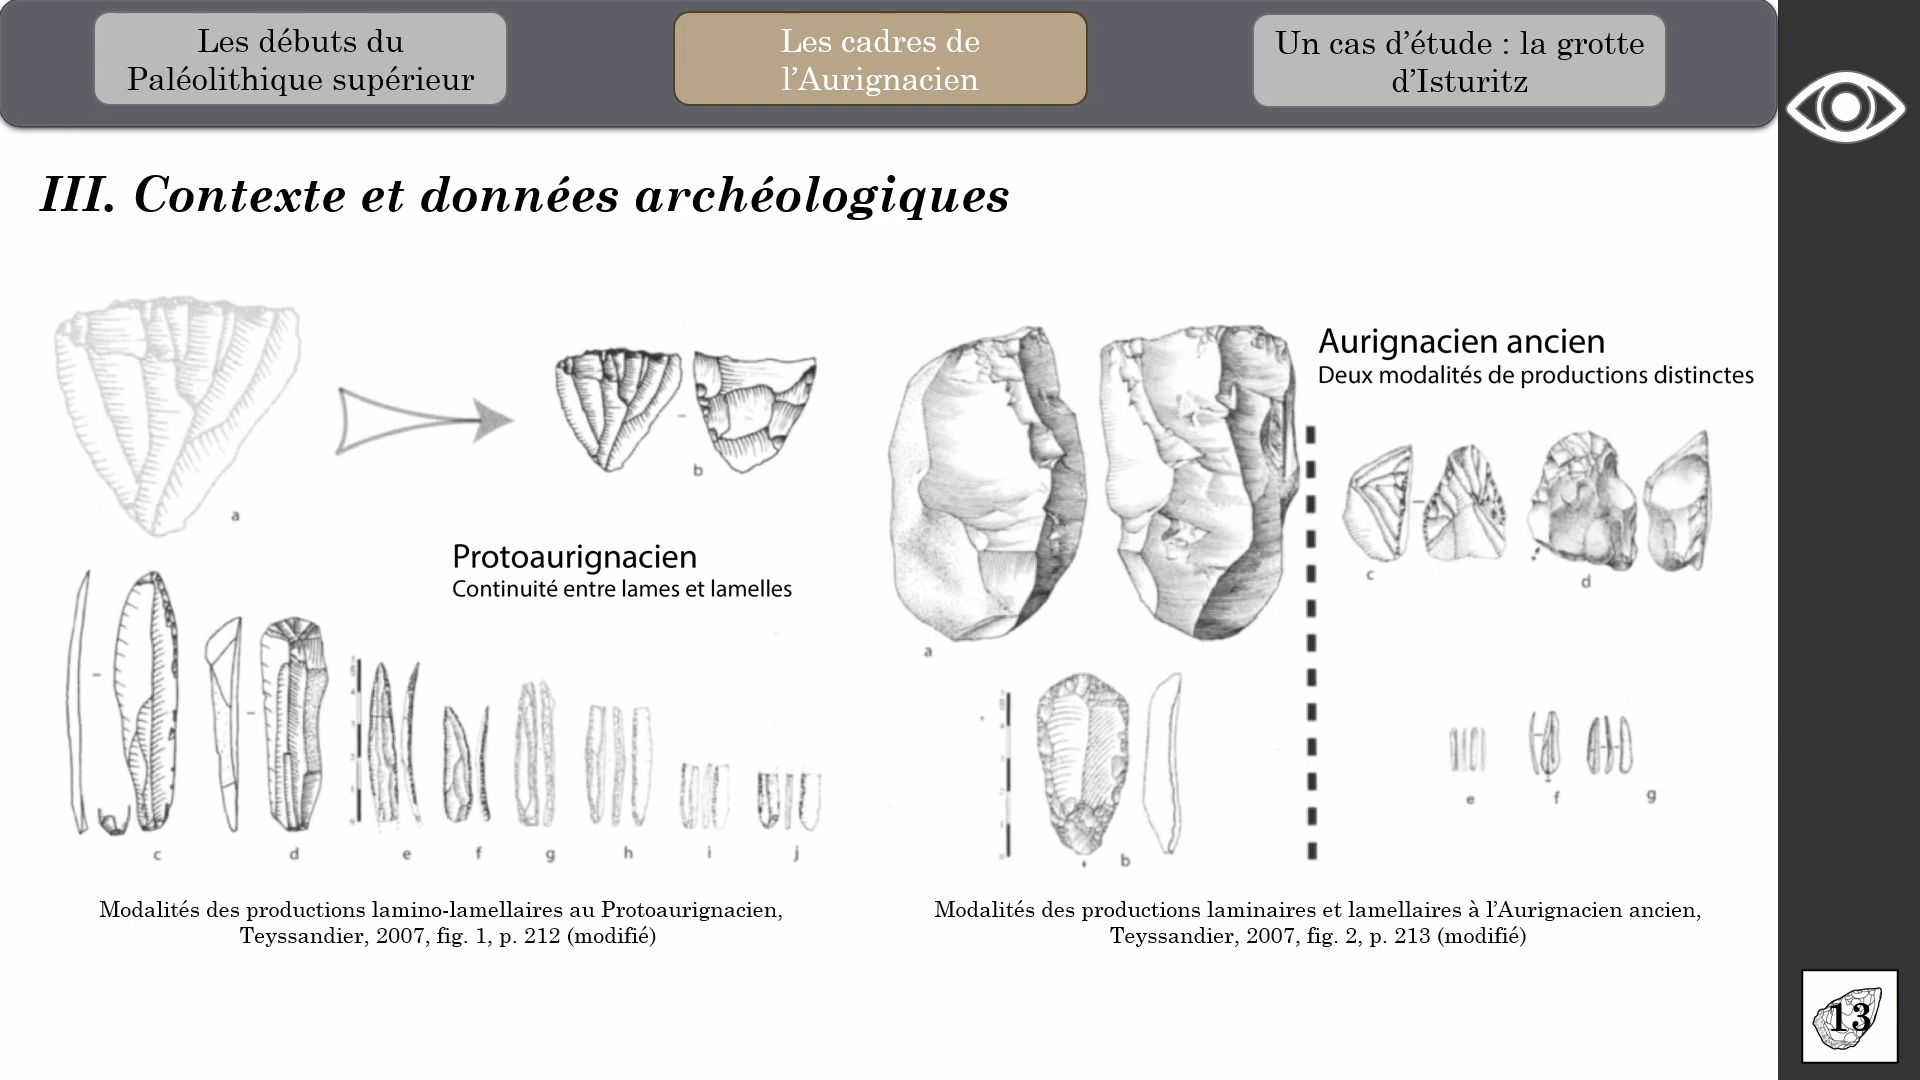 Les débuts du
Paléolithique supérieur
Les cadres de
l’Aurignacien
Un cas d’étude : la grotte
d’Isturitz
III. Contexte et données archéologiques
a
b
Protoaurignacien
Continuité entre lames et lamelles
c
d
e
f
g
h
i
j
Modalités des productions lamino-lamellaires au Protoaurignacien,
Teyssandier, 2007, fig. 1, p. 212 (modifié)
Aurignacien ancien
Deux modalités de productions distinctes
a
b
c
d
e
f
g
Modalités des productions laminaires et lamellaires à l’Aurignacien ancien,
Teyssandier, 2007, fig. 2, p. 213 (modifié)
13